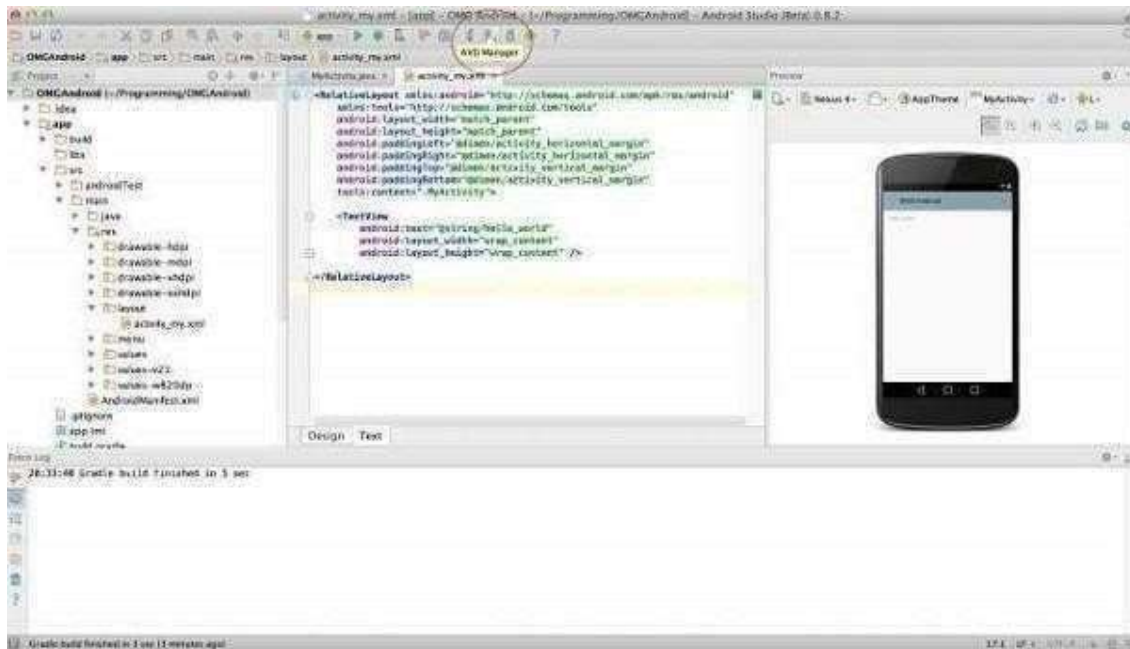 activity_my.xml - [app] - OMGAndroid - [~/Programming/OMGAndroid] - Android Studio (Beta) 0.8.2
app
AVD Manager
OMGAndroid app src main res layout activity_my.xml
Project
MyActivity.java activity_my.xml
Preview
OMGAndroid (~/Programming/OMGAndroid)
.idea
app
build
libs
src
androidTest
main
java
res
drawable-hdpi
drawable-mdpi
drawable-xhdpi
drawable-xxhdpi
layout
activity_my.xml
menu
values
values-v21
values-w820dp
AndroidManifest.xml
.gitignore
app.iml
build.gradle
<RelativeLayout xmlns:android="http://schemas.android.com/apk/res/android"
xmlns:tools="http://schemas.android.com/tools"
android:layout_width="match_parent"
android:layout_height="match_parent"
android:paddingLeft="@dimen/activity_horizontal_margin"
android:paddingRight="@dimen/activity_horizontal_margin"
android:paddingTop="@dimen/activity_vertical_margin"
android:paddingBottom="@dimen/activity_vertical_margin"
tools:context=".MyActivity">
<TextView
android:text="@string/hello_world"
android:layout_width="wrap_content"
android:layout_height="wrap_content" />
</RelativeLayout>
Design Text
Nexus 4 AppTheme MyActivity L
Event Log
20:33:40 Gradle build finished in 5 sec
17:1 UTF-8